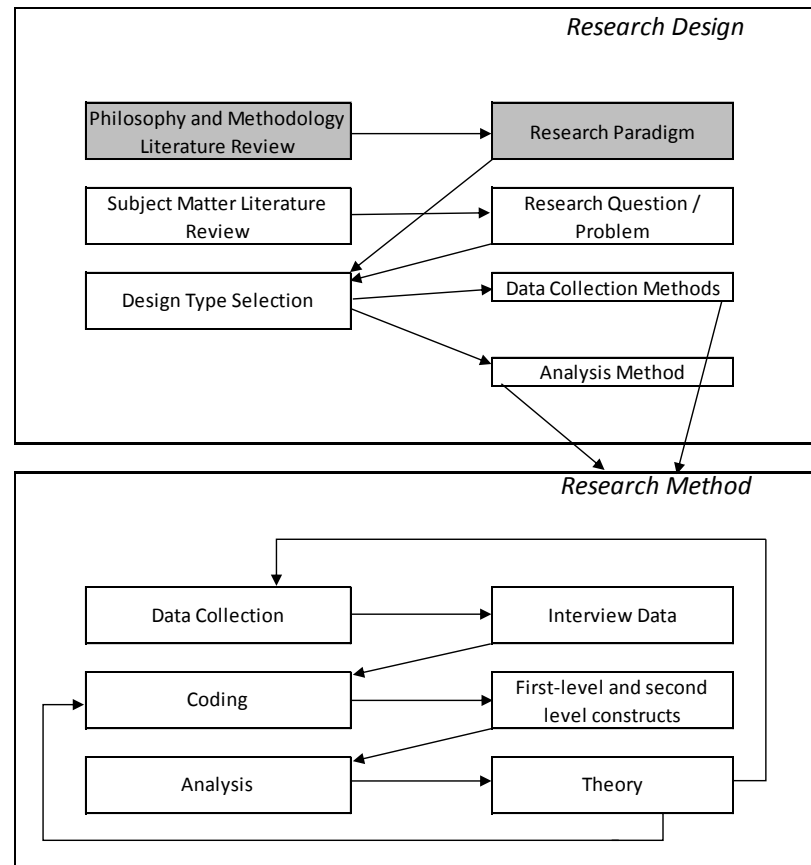 Research Design
Philosophy and Methodology
Literature Review
Research Paradigm
Subject Matter Literature
Review
Research Question /
Problem
Design Type Selection
Data Collection Methods
Analysis Method
Research Method
Data Collection
Interview Data
Coding
First-level and second
level constructs
Analysis
Theory